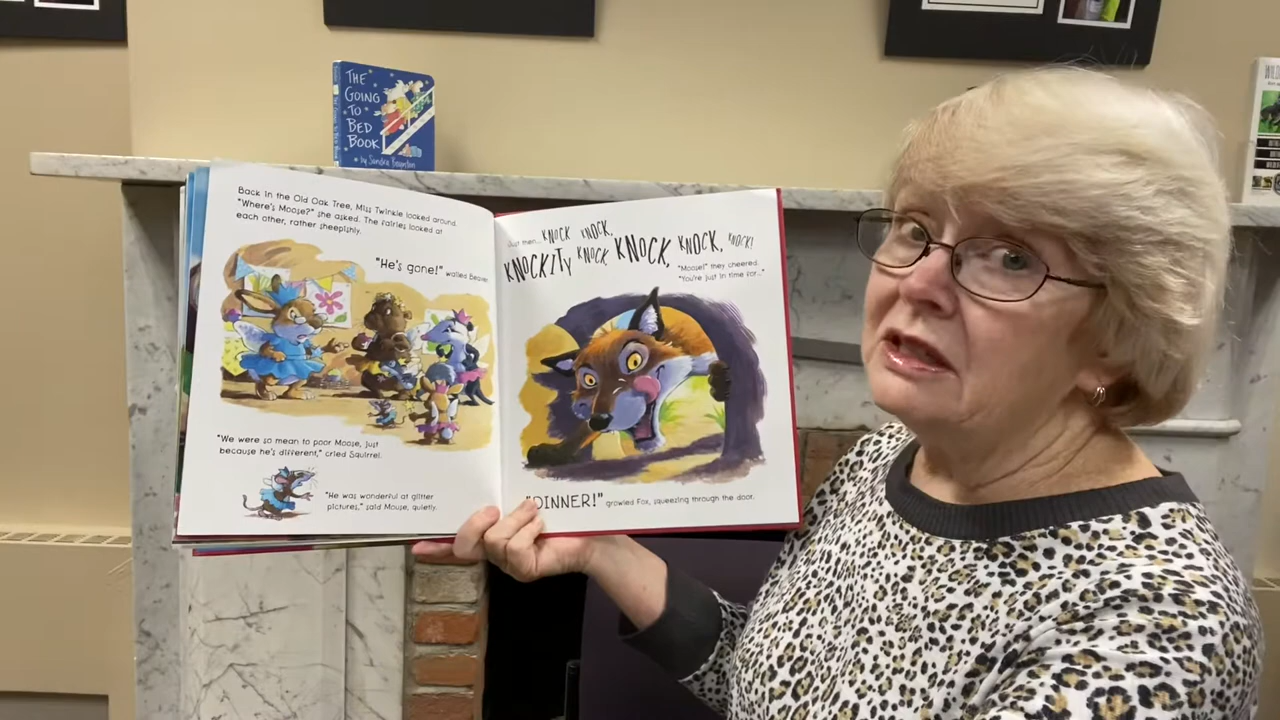 THE
GOING
TO
BED
BOOK
by Sandra Boynton
Back in the Old Oak Tree, Miss Twinkle looked around.
"Where's Moose?" she asked. The fairies looked at
each other, rather sheepishly.
"He's gone!" wailed Beaver.
"We were so mean to poor Moose, just
because he's different," cried Squirrel.
"He was wonderful at glitter
pictures," said Mouse, quietly.
Just then... KNOCK KNOCK,
KNOCKITY KNOCK KNOCK, KNOCK, KNOCK!
"Moose!" they cheered.
"You're just in time for..."
"DINNER!" growled Fox, squeezing through the door.